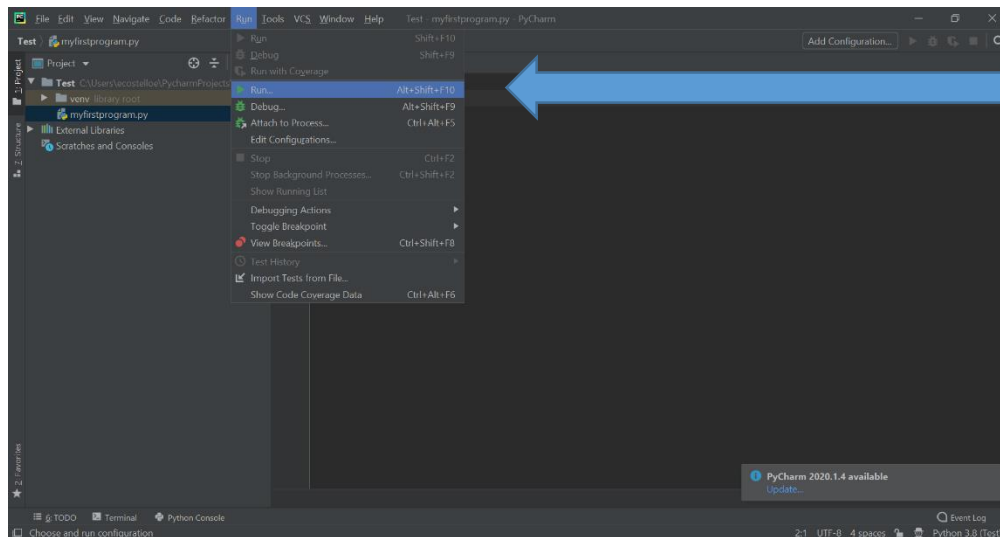 File Edit View Navigate Code Refactor Run Tools VCS Window Help Test - myfirstprogram.py - PyCharm
Test myfirstprogram.py Add Configuration...
1: Project
Project
Test C:\Users\ecostelloe\PycharmProjects
venv library root
myfirstprogram.py
External Libraries
Scratches and Consoles
Run Shift+F10
Debug Shift+F9
Run with Coverage
Run... Alt+Shift+F10
Debug... Alt+Shift+F9
Attach to Process... Ctrl+Alt+F5
Edit Configurations...
Stop Ctrl+F2
Stop Background Processes... Ctrl+Shift+F2
Show Running List
Debugging Actions
Toggle Breakpoint
View Breakpoints... Ctrl+Shift+F8
Test History
Import Tests from File...
Show Code Coverage Data Ctrl+Alt+F6
Z: Structure
2: Favorites
PyCharm 2020.1.4 available
Update...
6: TODO Terminal Python Console Event Log
Choose and run configuration 2:1 UTF-8 4 spaces Python 3.8 (Test